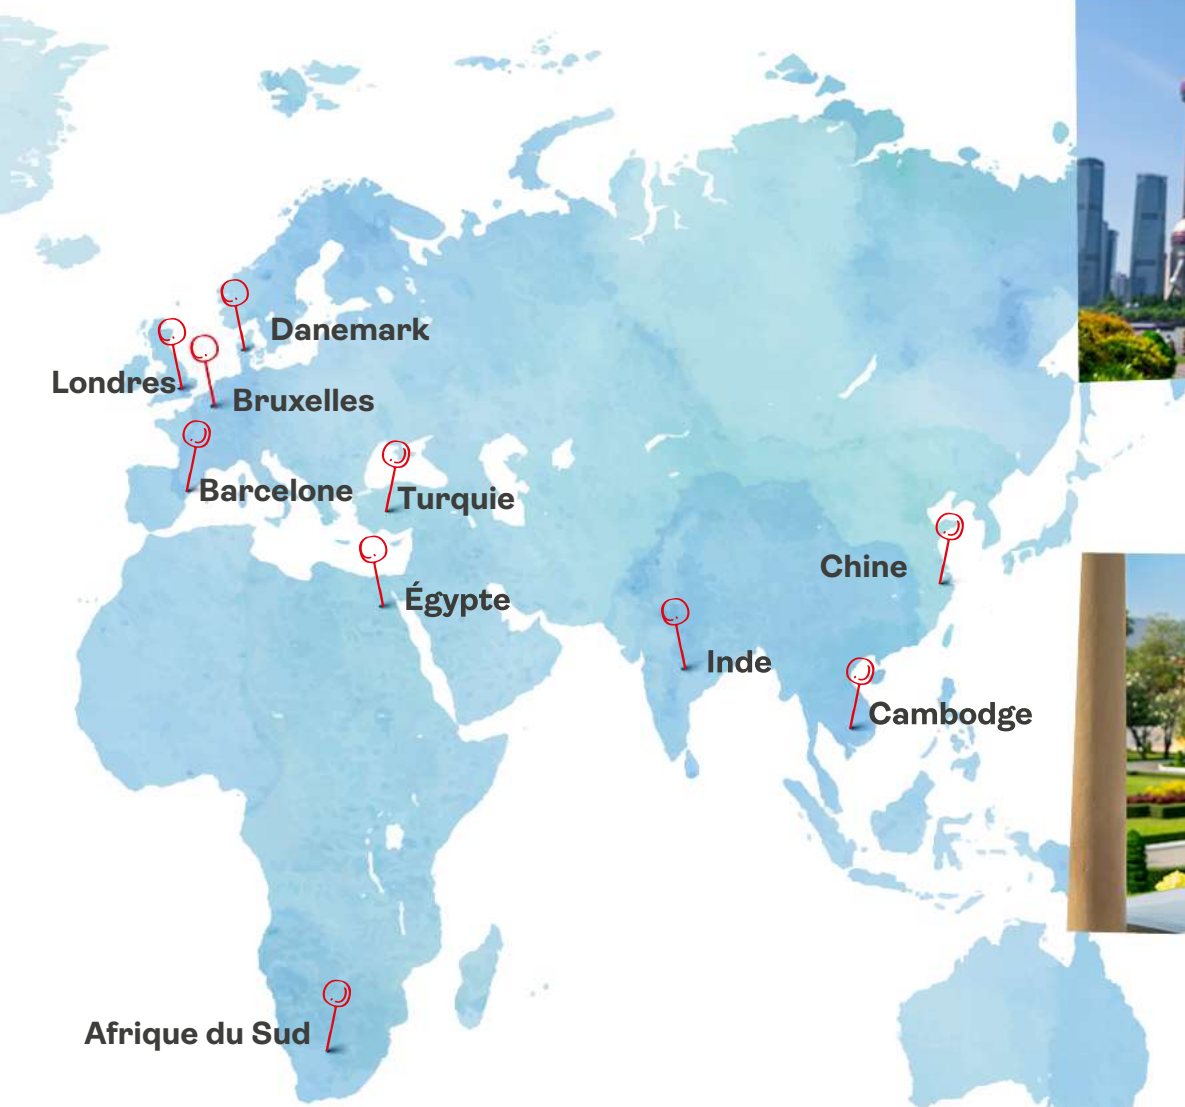 Danemark
Londres
Bruxelles
Barcelone
Turquie
Chine
Égypte
Inde
Cambodge
Afrique du Sud